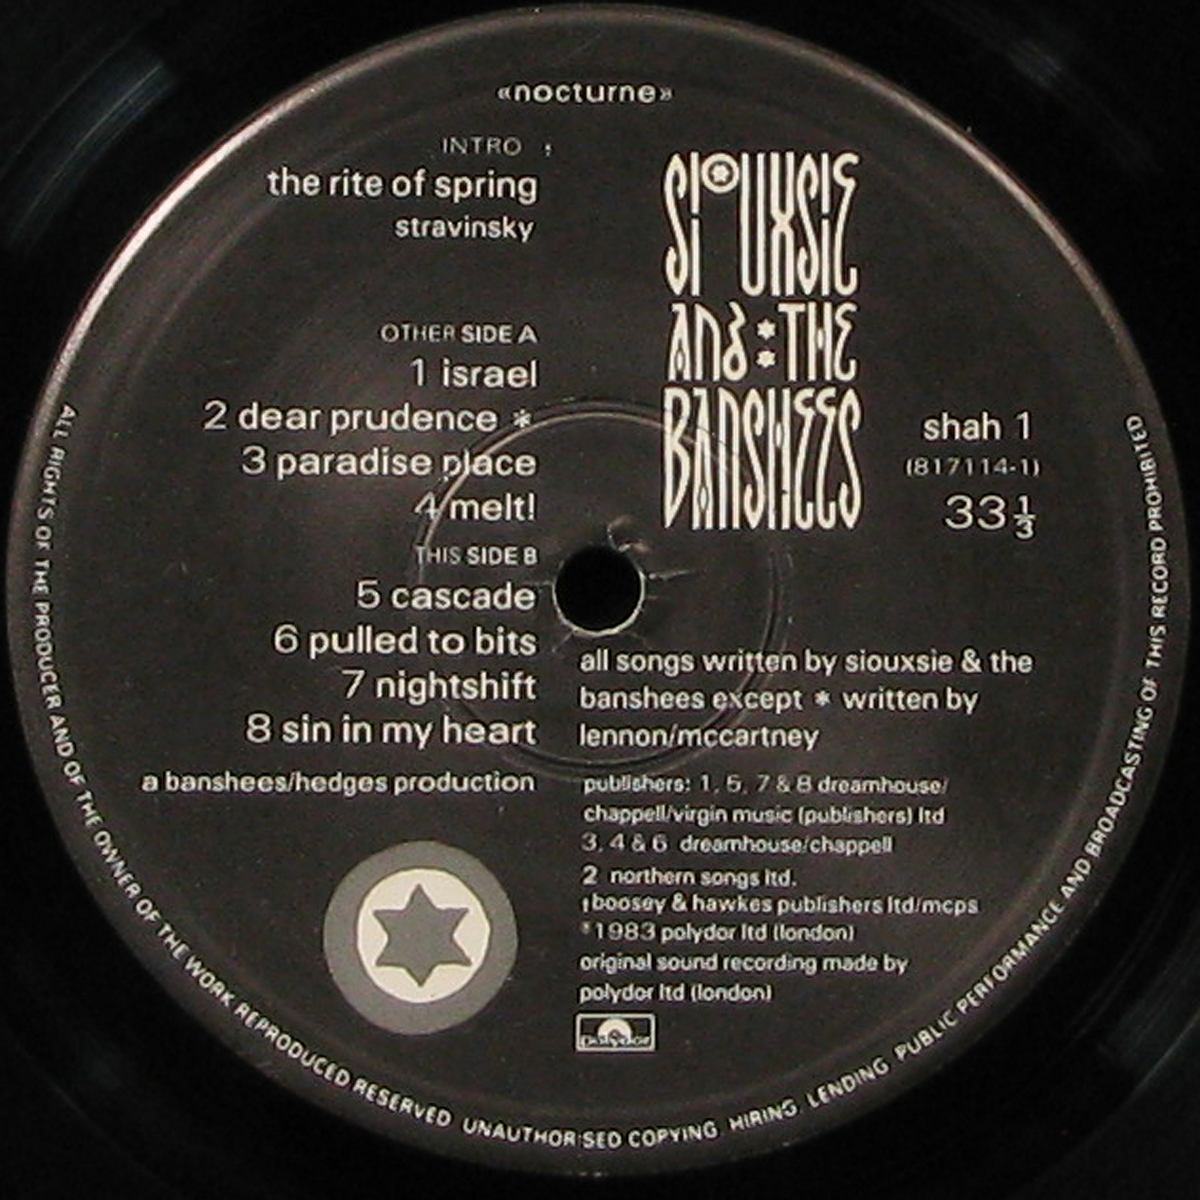 «nocturne»
INTRO
the rite of spring
stravinsky
OTHER SIDE A
1 israel
2 dear prudence *
3 paradise place
4 melt!
THIS SIDE B
5 cascade
6 pulled to bits
7 nightshift
8 sin in my heart
a banshees/hedges production
SIOUXSIE
AND THE
BANSHEES
shah 1
(817114-1)
33 1/3
all songs written by siouxsie & the
banshees except * written by
lennon/mccartney
publishers: 1, 5, 7 & 8 dreamhouse/
chappell/virgin music (publishers) ltd
3, 4 & 6 dreamhouse/chappell
2 northern songs ltd.
boosey & hawkes publishers ltd/mcps
1983 polydor ltd (london)
original sound recording made by
polydor ltd (london)
polydor
ALL RIGHTS OF THE PRODUCER AND OF THE OWNER OF THE WORK REPRODUCED RESERVED UNAUTHORISED COPYING HIRING LENDING PUBLIC PERFORMANCE AND BROADCASTING OF THIS RECORD PROHIBITED